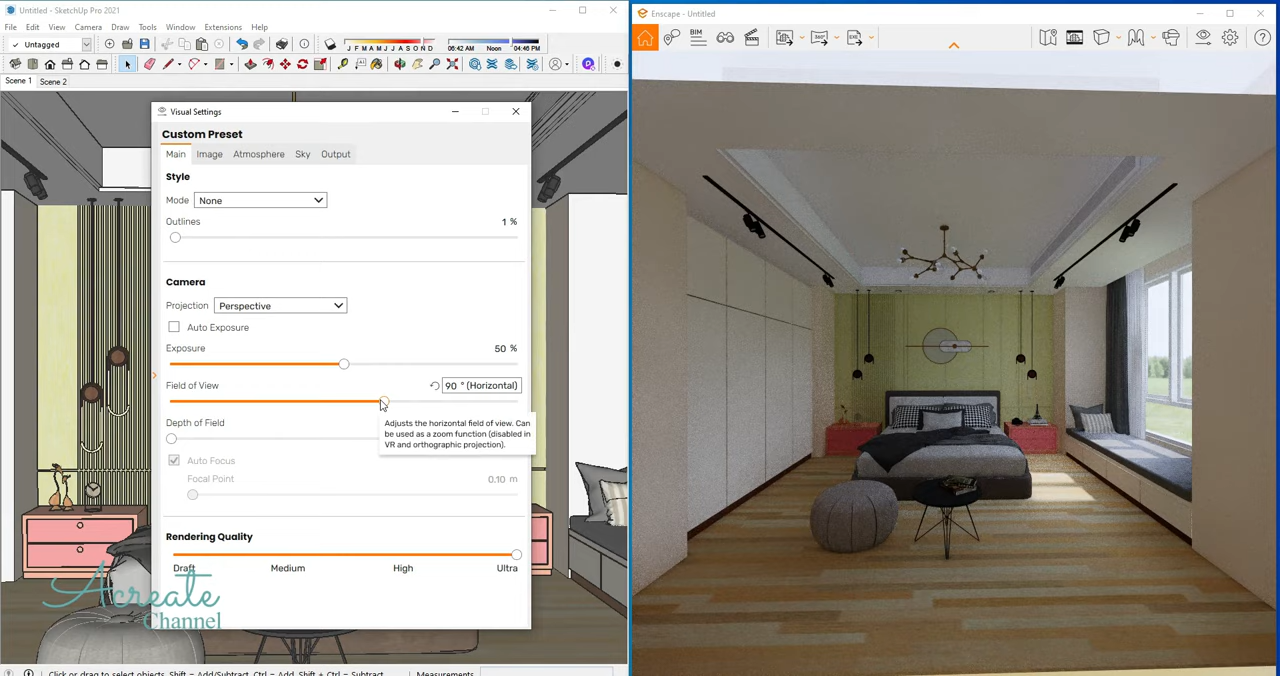 Untitled - SketchUp Pro 2021
File Edit View Camera Draw Tools Window Extensions Help
Untagged
J F M A M J J A S O N D
06:42 AM Noon 04:46 PM
Scene 1 Scene 2
Visual Settings
Custom Preset
Main Image Atmosphere Sky Output
Style
Mode None
Outlines 1 %
Camera
Projection Perspective
Auto Exposure
Exposure 50 %
Field of View 90 ° (Horizontal)
Adjusts the horizontal field of view. Can
be used as a zoom function (disabled in
VR and orthographic projection).
Depth of Field
Auto Focus
Focal Point 0.10 m
Rendering Quality
Draft Medium High Ultra
Acreate
Channel
Click or drag to select objects. Shift = Add/Subtract. Ctrl = Add. Shift + Ctrl = Subtract.
Measurements
Enscape - Untitled
BIM
360°
EXE